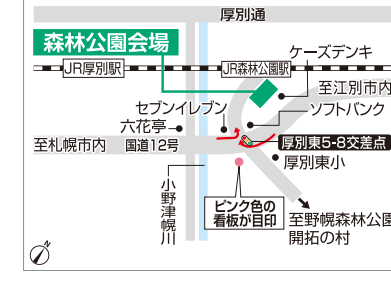 厚別通
森林公園会場
ケーズデンキ
JR厚別駅
JR森林公園駅
至江別市内
セブンイレブン
ソフトバンク
六花亭
至札幌市内
国道12号
厚別東5-8交差点
厚別東小
小野津幌川
ピンク色の
看板が目印
至野幌森林公園
開拓の村